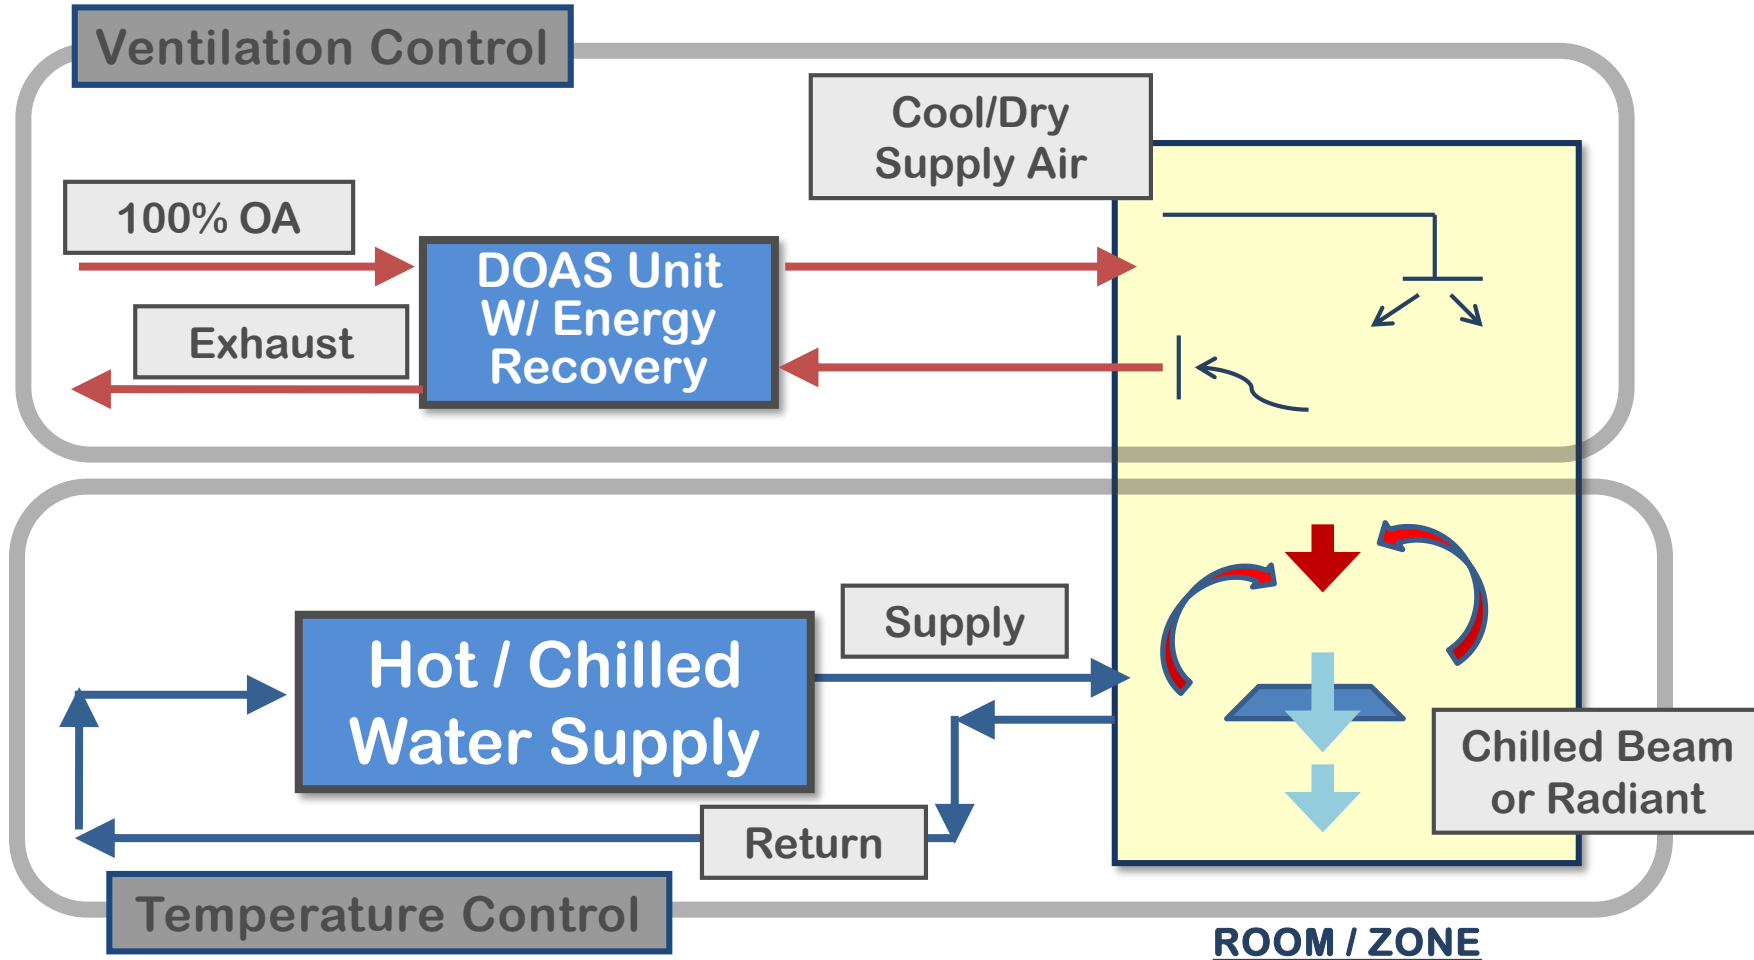 Ventilation Control
Cool/Dry
Supply Air
100% OA
DOAS Unit
W/ Energy
Recovery
Exhaust
Supply
Hot / Chilled
Water Supply
Chilled Beam
or Radiant
Return
Temperature Control
ROOM / ZONE